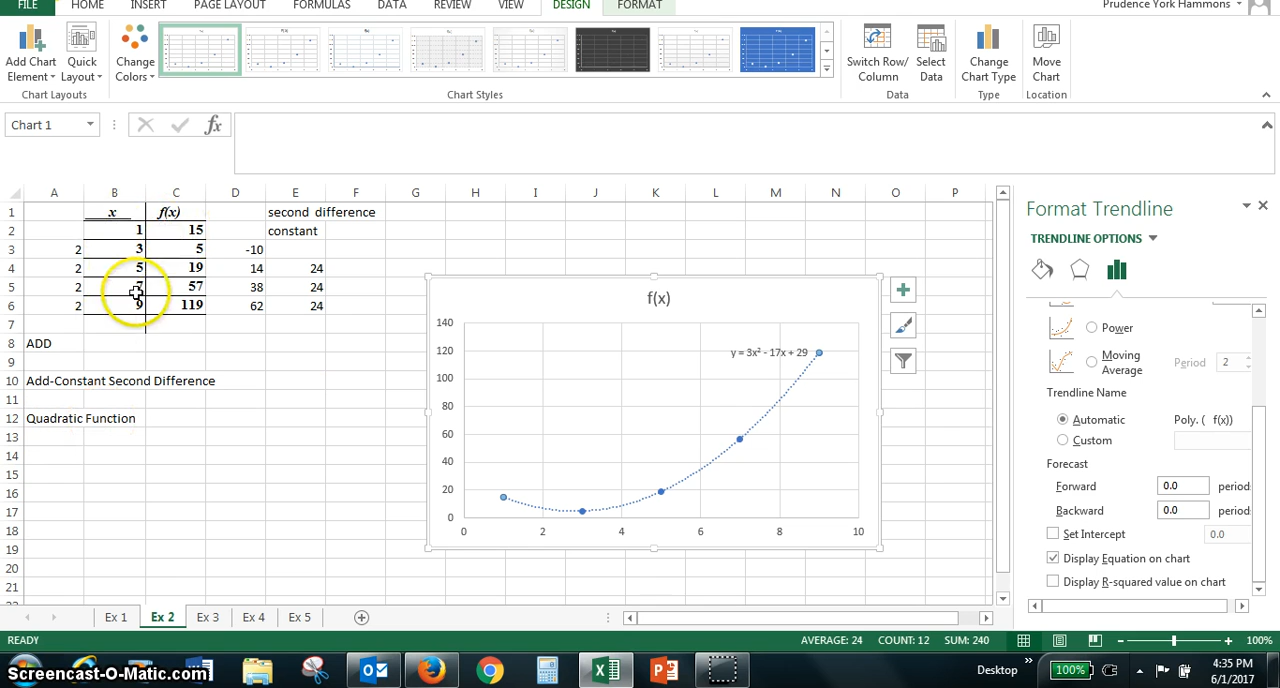 FILE HOME INSERT PAGE LAYOUT FORMULAS DATA REVIEW VIEW DESIGN FORMAT Prudence York Hammons
Add Chart Element Quick Layout Change Colors Switch Row/ Column Select Data Change Chart Type Move Chart
Chart Layouts Chart Styles Data Type Location
Chart 1 fx
A B C D E F G H I J K L M N O P
1 x f(x) second difference
2 1 15 constant
3 2 3 5 -10
4 2 5 19 14 24
5 2 7 57 38 24
6 2 9 119 62 24
7
8 ADD
9
10 Add-Constant Second Difference
11
12 Quadratic Function
13
14
15
16
17
18
19
20
21
f(x)
140
120
100
80
60
40
20
0
y = 3x² - 17x + 29
0 2 4 6 8 10
Format Trendline
TRENDLINE OPTIONS
Power
Moving Average Period 2
Trendline Name
Automatic Poly. ( f(x))
Custom
Forecast
Forward 0.0 period
Backward 0.0 period
Set Intercept 0.0
Display Equation on chart
Display R-squared value on chart
Ex 1 Ex 2 Ex 3 Ex 4 Ex 5
READY AVERAGE: 24 COUNT: 12 SUM: 240 100%
Screencast-O-Matic.com Desktop 100% 4:35 PM
6/1/2017